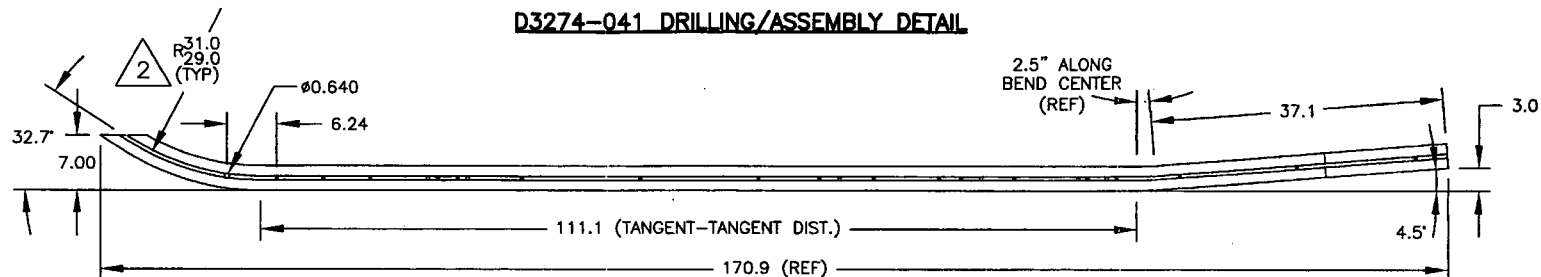 D3274-041 DRILLING/ASSEMBLY DETAIL
2
R31.0
29.0
(TYP)
ø0.640
6.24
32.7°
7.00
2.5" ALONG
BEND CENTER
(REF)
37.1
3.0
4.5°
111.1 (TANGENT-TANGENT DIST.)
170.9 (REF)